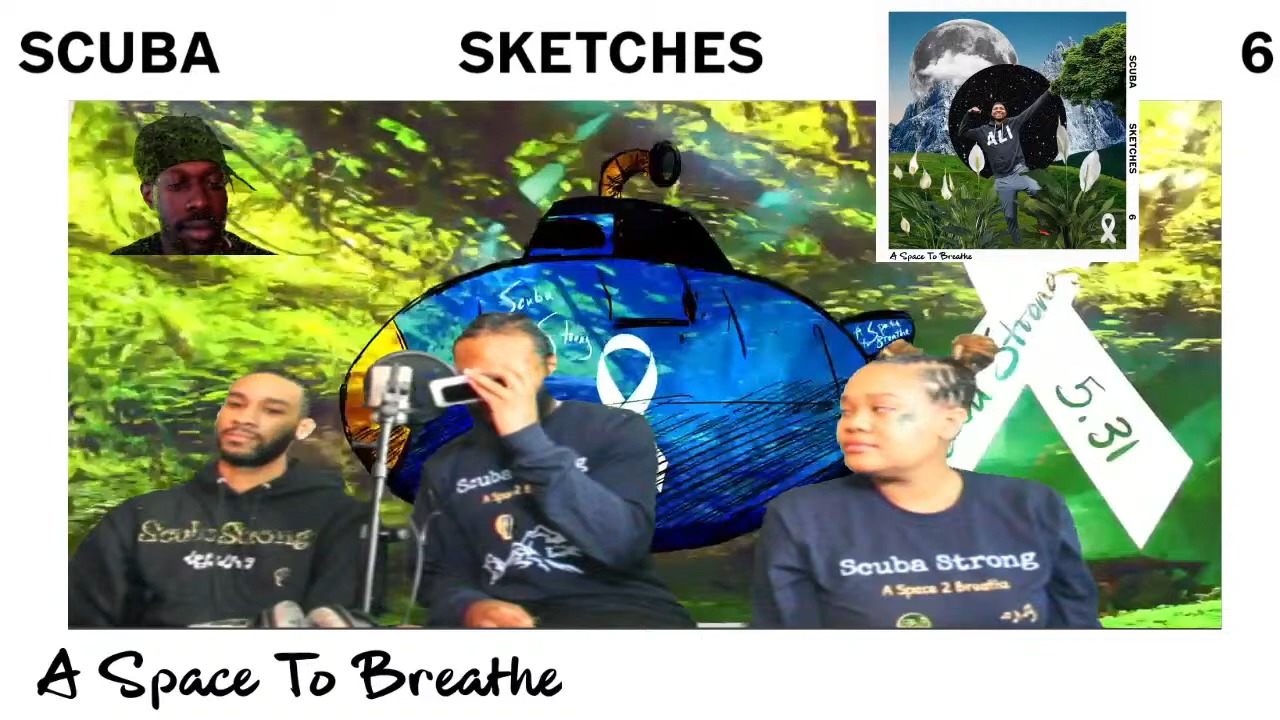 SCUBA SKETCHES 6
ALI
SCUBA SKETCHES 6
A Space To Breathe
Scuba
Strong
A Space
to Breathe
Strong
5.31
Scuba Strong
Scuba
Scuba Strong
A Space 2 Breathe
A Space To Breathe